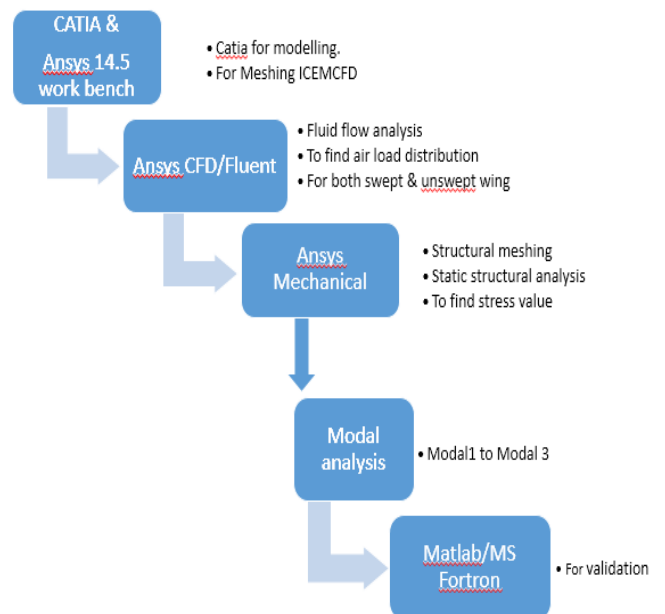 CATIA &
Ansys 14.5
work bench
• Catia for modelling.
• For Meshing ICEMCFD
Ansys CFD/Fluent
• Fluid flow analysis
• To find air load distribution
• For both swept & unswept wing
Ansys
Mechanical
• Structural meshing
• Static structural analysis
• To find stress value
Modal
analysis
• Modal1 to Modal 3
Matlab/MS
Fortron
• For validation